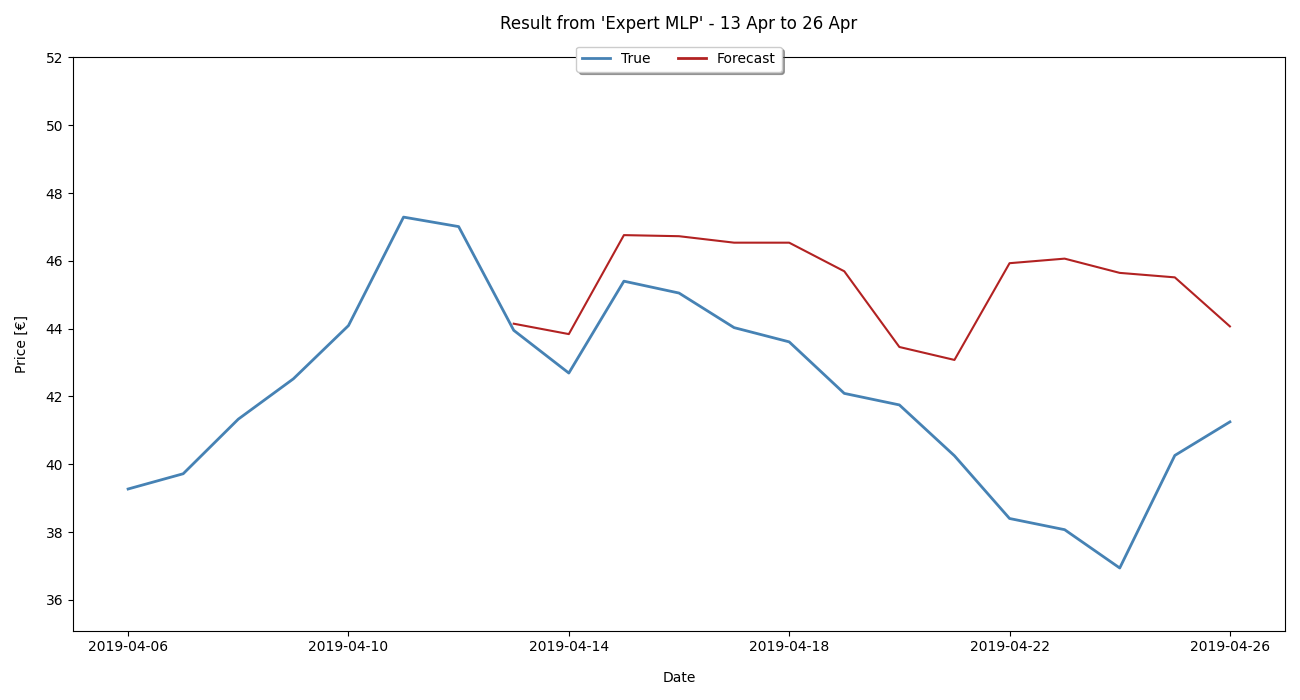 Result from 'Expert MLP' - 13 Apr to 26 Apr
True Forecast
52
50
48
46
44
42
40
38
36
Price [€]
2019-04-06 2019-04-10 2019-04-14 2019-04-18 2019-04-22 2019-04-26
Date